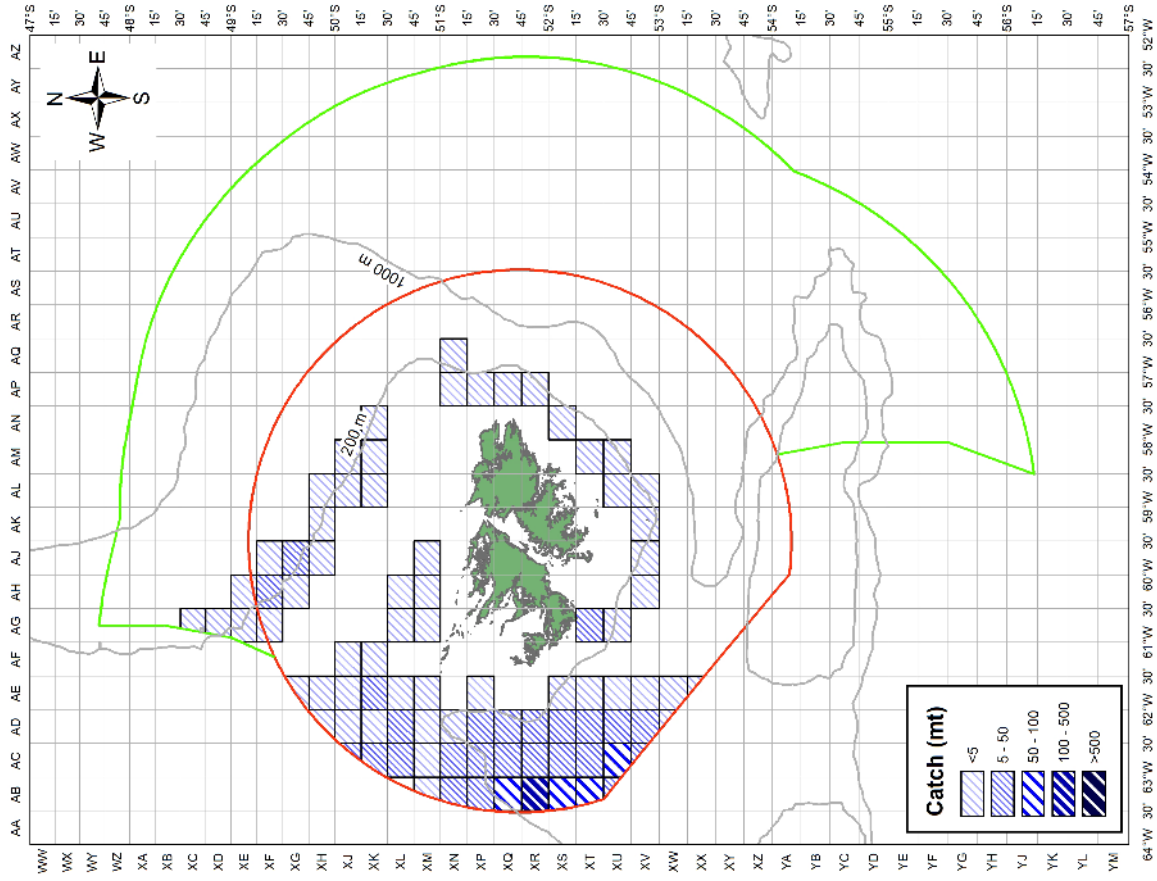 AA AB AC AD AE AF AG AH AJ AK AL AM AN AP AQ AR AS AT AU AV AW AX AY AZ
WW
WX
WY
WZ
XA
XB
XC
XD
XE
XF
XG
XH
XJ
XK
XL
XM
XN
XP
XQ
XR
XS
XT
XU
XV
XW
XX
XY
XZ
YA
YB
YC
YD
YE
YF
YG
YH
YJ
YK
YL
YM
N
W E
S
1000 m
200 m
Catch (mt)
<5
5 - 50
50 - 100
100 - 500
>500
47°S
15'
30'
45'
48°S
15'
30'
45'
49°S
15'
30'
45'
50°S
15'
30'
45'
51°S
15'
30'
45'
52°S
15'
30'
45'
53°S
15'
30'
45'
54°S
15'
30'
45'
55°S
15'
30'
45'
56°S
15'
30'
45'
57°S
64°W 30' 63°W 30' 62°W 30' 61°W 30' 60°W 30' 59°W 30' 58°W 30' 57°W 30' 56°W 30' 55°W 30' 54°W 30' 53°W 30' 52°W